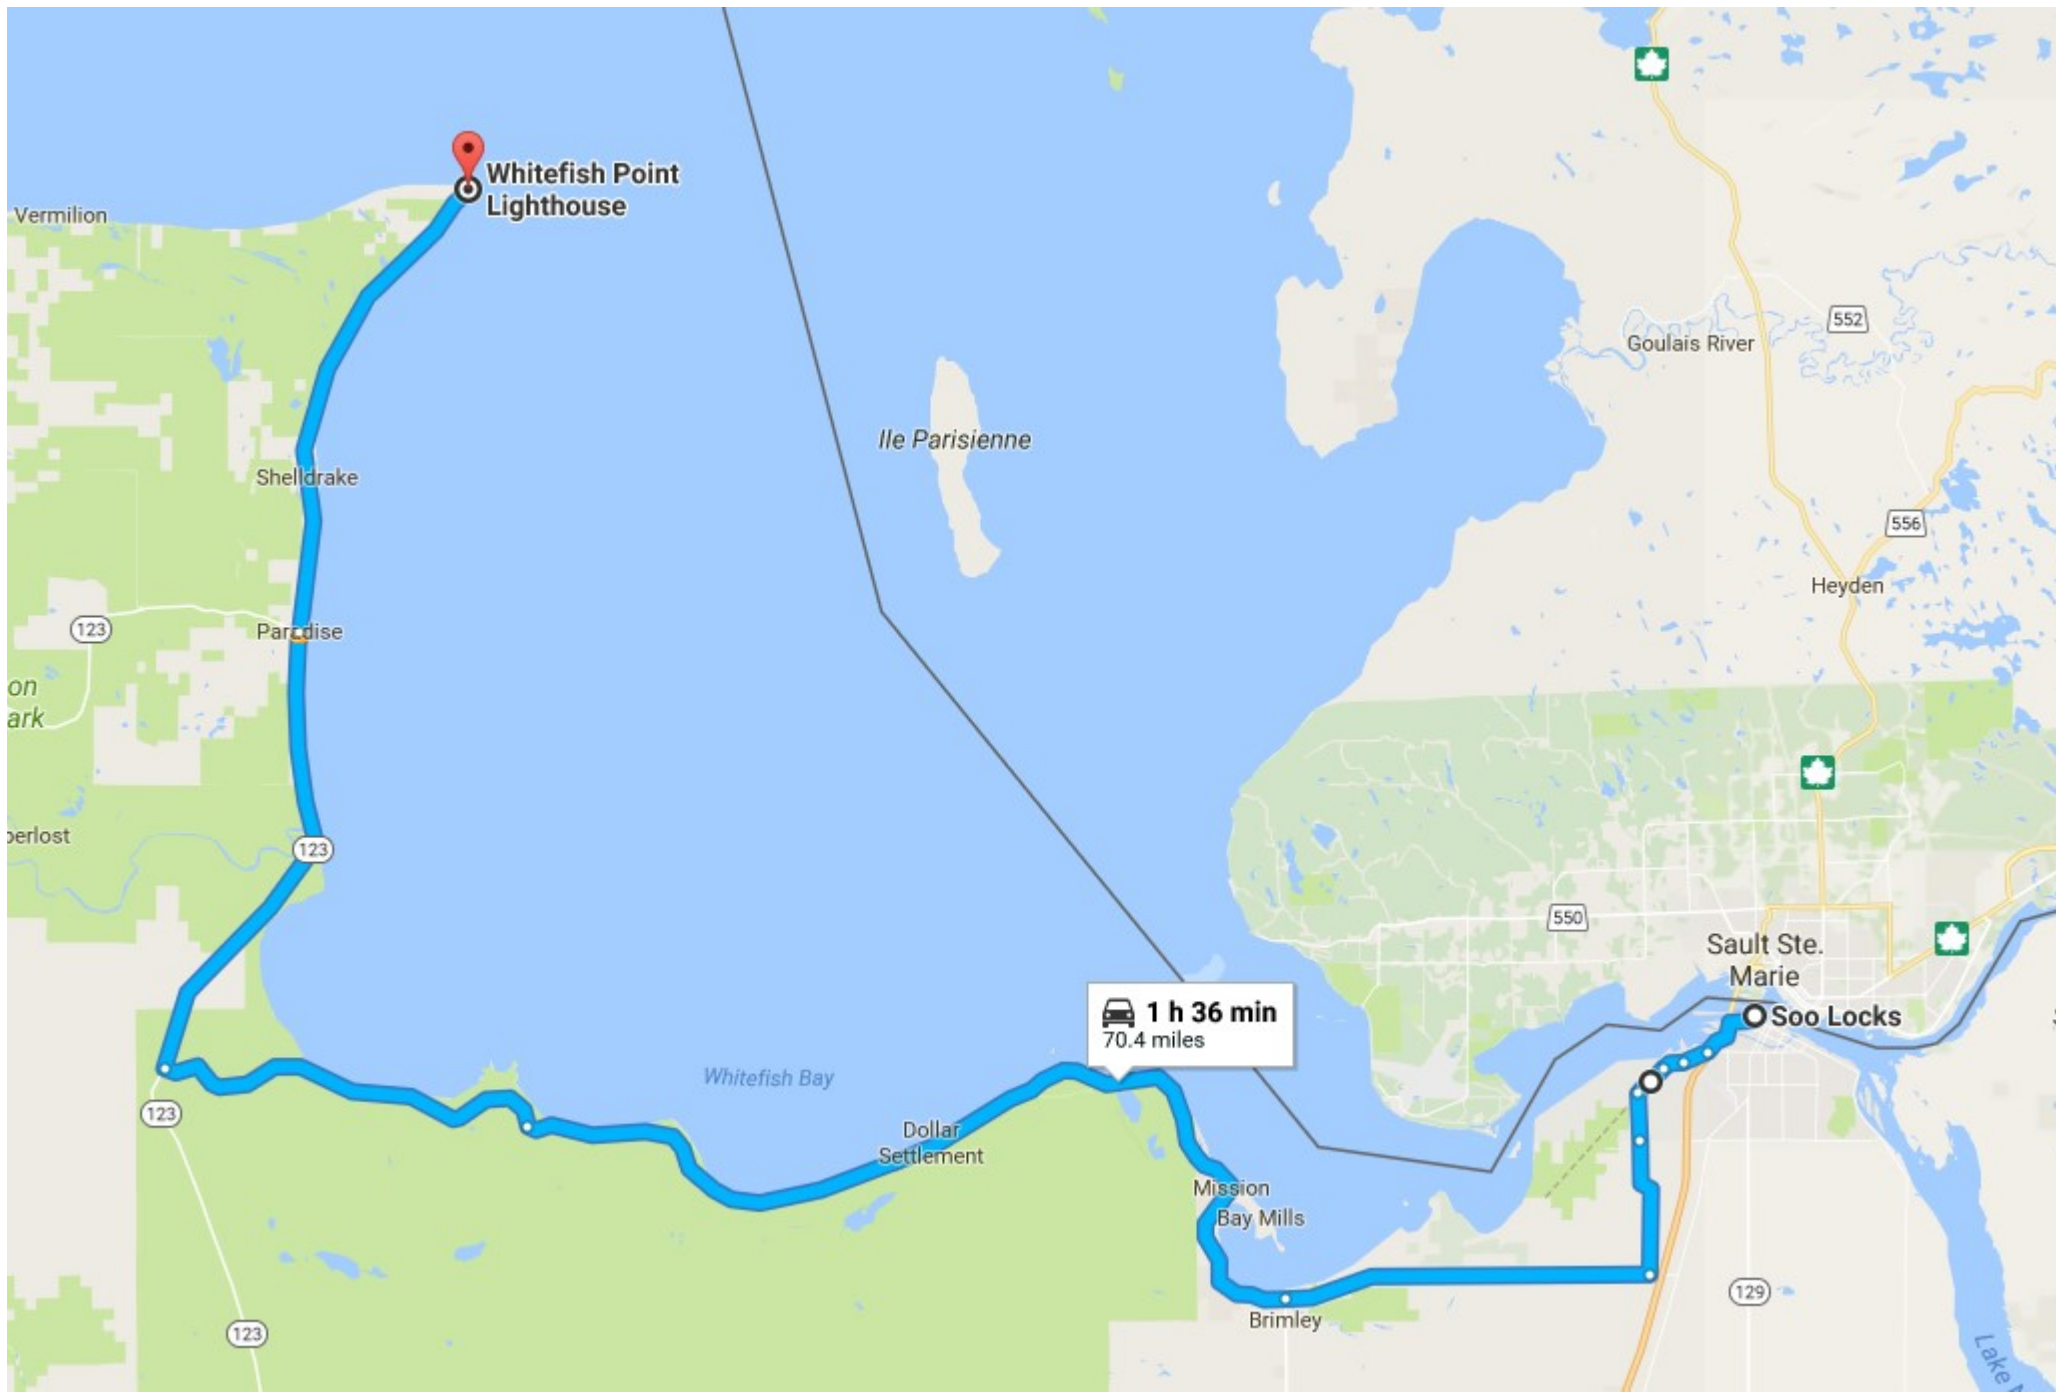 Whitefish Point
Lighthouse
Vermilion
552
Goulais River
Ile Parisienne
Shelldrake
556
Heyden
123
Paradise
on
ark
berlost
123
550
Sault Ste.
Marie
1 h 36 min
70.4 miles
Soo Locks
Whitefish Bay
123
Dollar
Settlement
Mission
Bay Mills
129
Brimley
123
Lake